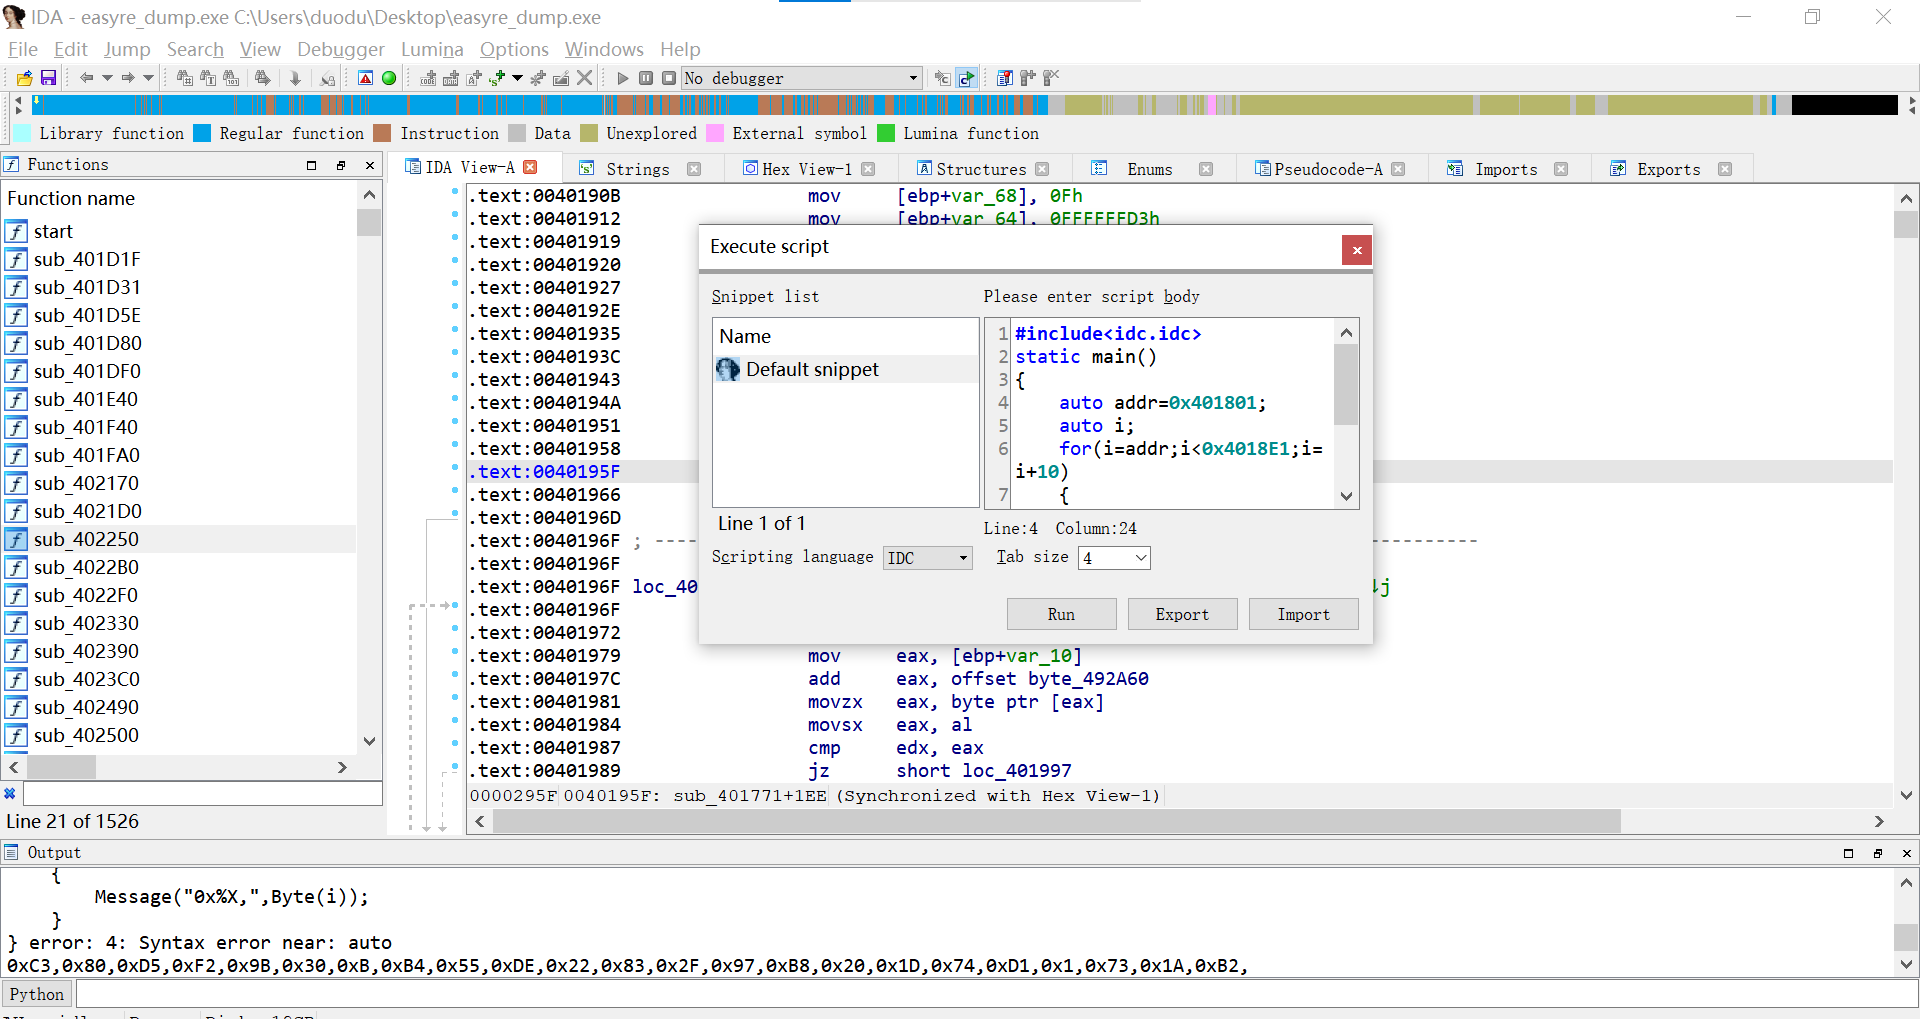 IDA - easyre_dump.exe C:\Users\duodu\Desktop\easyre_dump.exe
File Edit Jump Search View Debugger Lumina Options Windows Help
No debugger
Library function Regular function Instruction Data Unexplored External symbol Lumina function
Functions
IDA View-A Strings Hex View-1 Structures Enums Pseudocode-A Imports Exports
Function name
start
sub_401D1F
sub_401D31
sub_401D5E
sub_401D80
sub_401DF0
sub_401E40
sub_401F40
sub_401FA0
sub_402170
sub_4021D0
sub_402250
sub_4022B0
sub_4022F0
sub_402330
sub_402390
sub_4023C0
sub_402490
sub_402500
Line 21 of 1526
.text:0040190B mov [ebp+var_68], 0Fh
.text:00401912 mov [ebp+var_64], 0FFFFFFD3h
.text:00401919
.text:00401920
.text:00401927
.text:0040192E
.text:00401935
.text:0040193C
.text:00401943
.text:0040194A
.text:00401951
.text:00401958
.text:0040195F
.text:00401966
.text:0040196D
.text:0040196F ; ---- -----------
.text:0040196F
.text:0040196F loc_40 ↓j
.text:0040196F
.text:00401972
.text:00401979 mov eax, [ebp+var_10]
.text:0040197C add eax, offset byte_492A60
.text:00401981 movzx eax, byte ptr [eax]
.text:00401984 movsx eax, al
.text:00401987 cmp edx, eax
.text:00401989 jz short loc_401997
0000295F 0040195F: sub_401771+1EE (Synchronized with Hex View-1)
Execute script
Snippet list
Please enter script body
Name
Default snippet
1 #include<idc.idc>
2 static main()
3 {
4 auto addr=0x401801;
5 auto i;
6 for(i=addr;i<0x4018E1;i=
i+10)
7 {
Line 1 of 1
Line:4 Column:24
Scripting language IDC Tab size 4
Run Export Import
Output
{
Message("0x%X,",Byte(i));
}
} error: 4: Syntax error near: auto
0xC3,0x80,0xD5,0xF2,0x9B,0x30,0xB,0xB4,0x55,0xDE,0x22,0x83,0x2F,0x97,0xB8,0x20,0x1D,0x74,0xD1,0x1,0x73,0x1A,0xB2,
Python